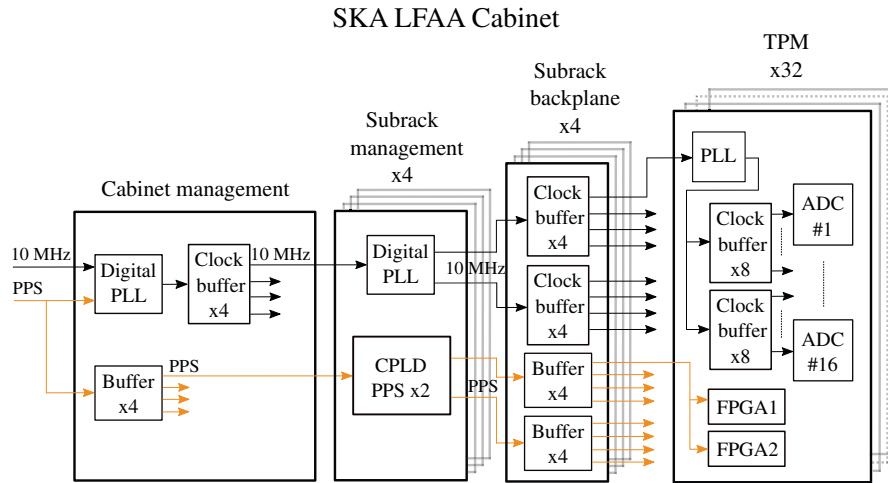 SKA LFAA Cabinet
TPM
x32
Subrack
backplane
x4
Subrack
management
x4
Cabinet management
10 MHz
PPS
Digital
PLL
Clock
buffer
x4
10 MHz
Buffer
x4
PPS
Digital
PLL
10 MHz
CPLD
PPS x2
PPS
Clock
buffer
x4
Clock
buffer
x4
Buffer
x4
Buffer
x4
PLL
Clock
buffer
x8
Clock
buffer
x8
ADC
#1
ADC
#16
FPGA1
FPGA2